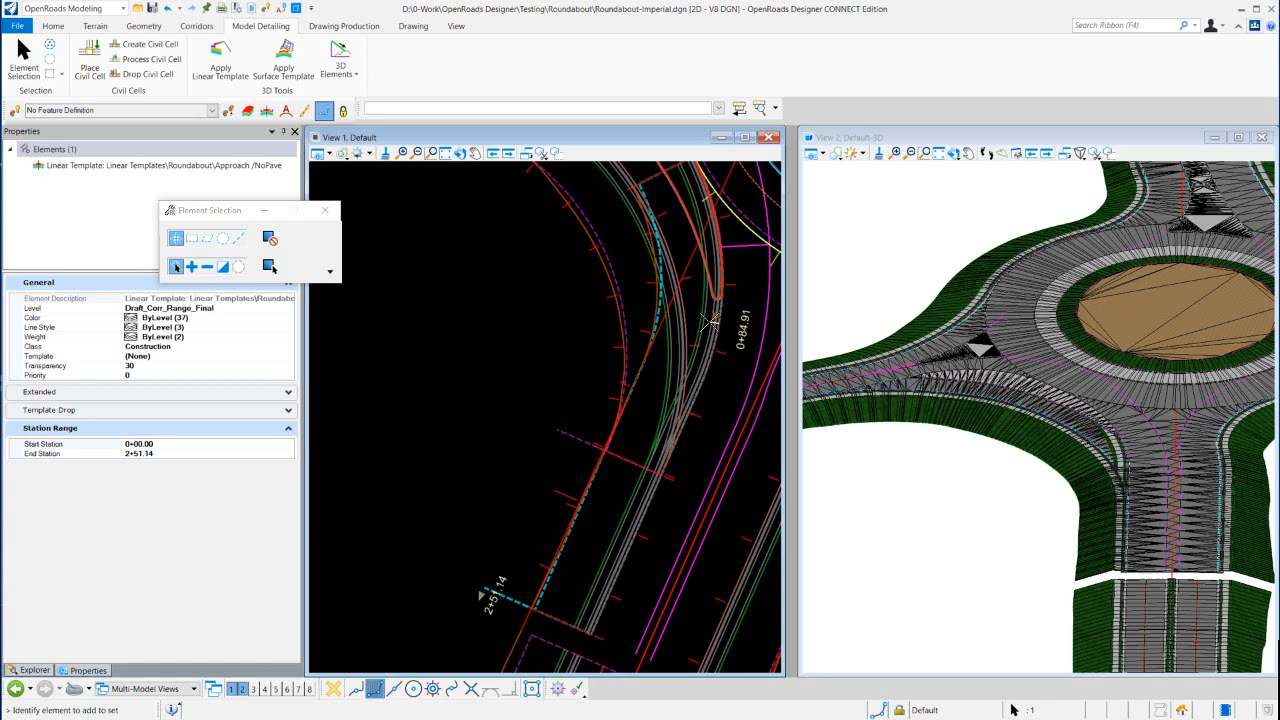 OpenRoads Modeling
D:\0-Work\OpenRoads Designer\Testing\Roundabout\Roundabout-Imperial.dgn [2D - V8 DGN] - OpenRoads Designer CONNECT Edition
File Home Terrain Geometry Corridors Model Detailing Drawing Production Drawing View
Search Ribbon (F4)
Element Selection
Create Civil Cell
Process Civil Cell
Drop Civil Cell
Place Civil Cell
Apply Linear Template
Apply Surface Template
3D Elements
Selection Civil Cells 3D Tools
No Feature Definition
Properties
View 1, Default
View 2, Default-3D
Elements (1)
Linear Template: Linear Templates\Roundabout\Approach /NoPave
Element Selection
General
Element Description Linear Template: Linear Templates\Roundabo
Level Draft_Corr_Range_Final
Color ByLevel (37)
Line Style ByLevel (3)
Weight ByLevel (2)
Class Construction
Template (None)
Transparency 30
Priority 0
Extended
Template Drop
Station Range
Start Station 0+00.00
End Station 2+51.14
0+84.91
2+51.14
Explorer Properties
Multi-Model Views 1 2 3 4 5 6 7 8
Identify element to add to set
Default
: 1